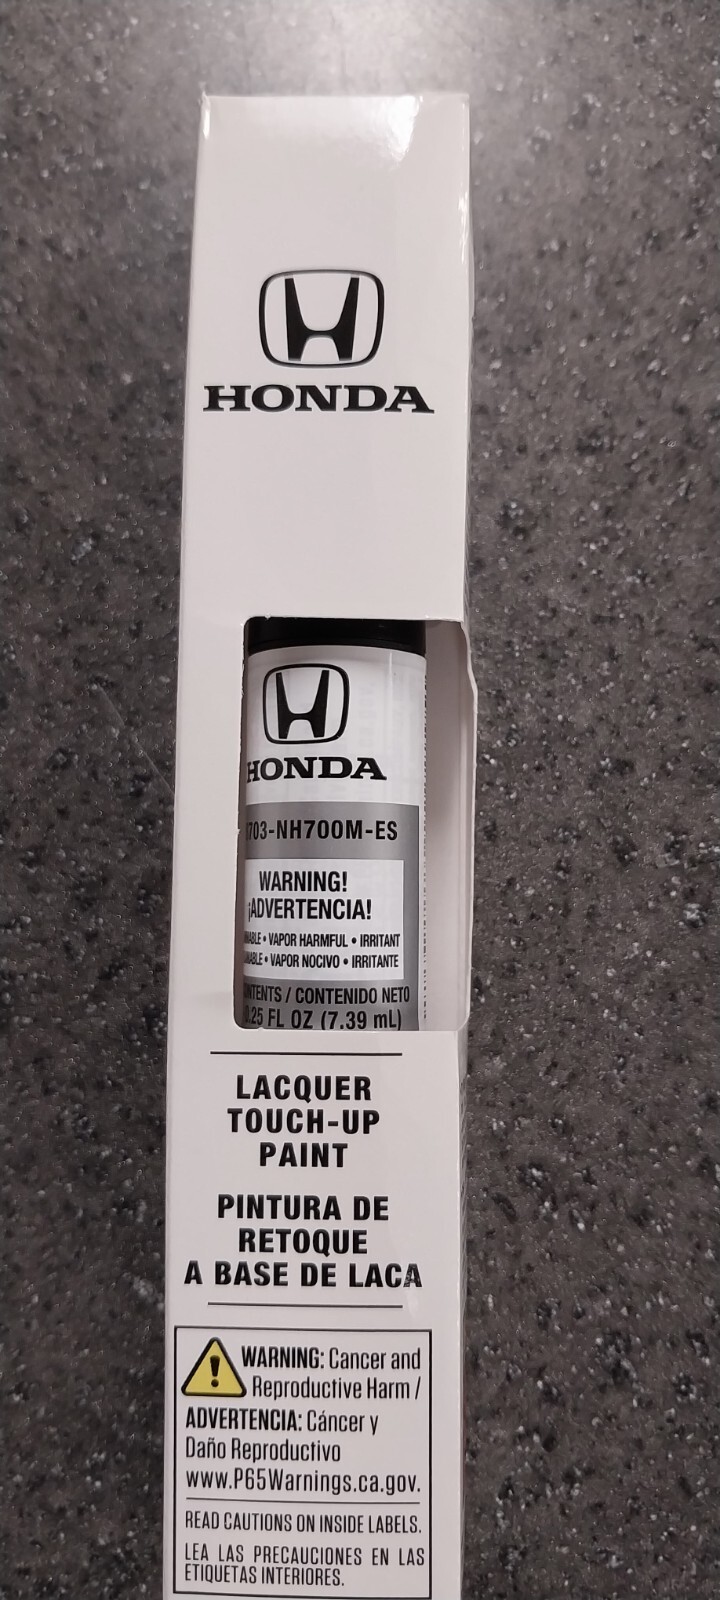 HONDA
HONDA
703-NH700M-ES
WARNING!
¡ADVERTENCIA!
• VAPOR HARMFUL • IRRITANT
• VAPOR NOCIVO • IRRITANTE
/ CONTENIDO NETO
.25 FL OZ (7.39 mL)
LACQUER
TOUCH-UP
PAINT
PINTURA DE
RETOQUE
A BASE DE LACA
WARNING: Cancer and
Reproductive Harm /
ADVERTENCIA: Cáncer y
Daño Reproductivo
www.P65Warnings.ca.gov.
READ CAUTIONS ON INSIDE LABELS.
LEA LAS PRECAUCIONES EN LAS
ETIQUETAS INTERIORES.